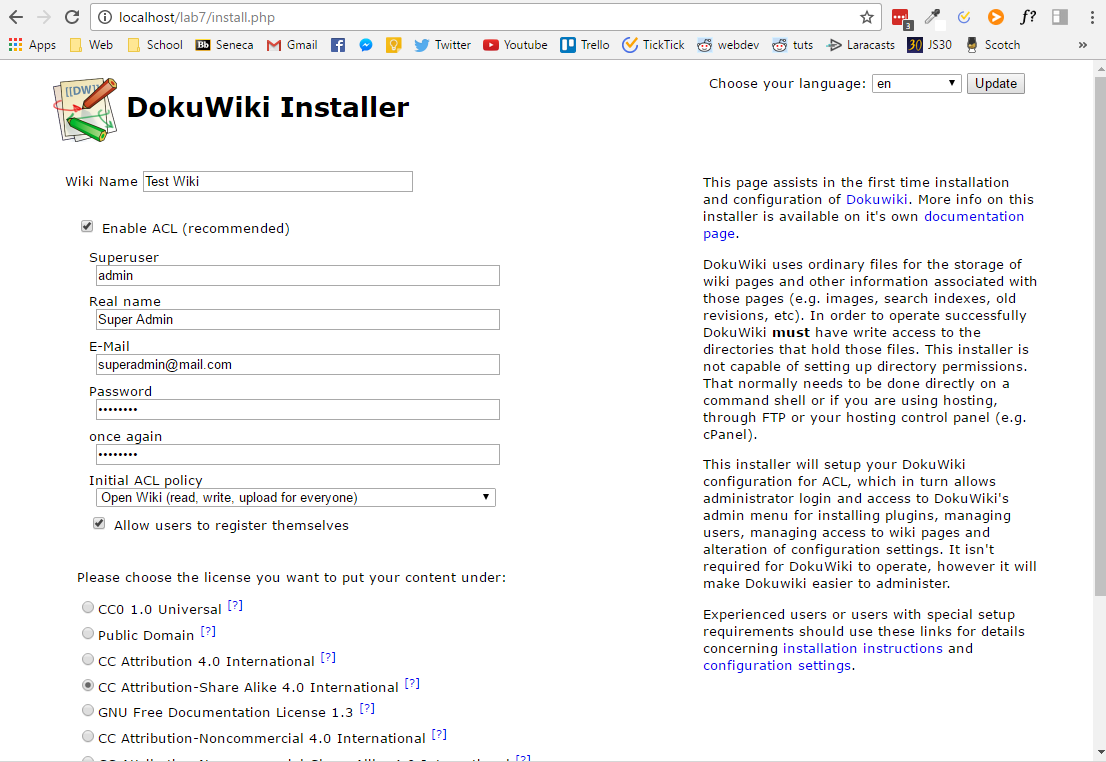 localhost/lab7/install.php
3
f?
Apps Web School Bb Seneca Gmail Twitter Youtube Trello TickTick webdev tuts Laracasts 30 JS30 Scotch »
[[DW]]
DokuWiki Installer
Choose your language: en Update
Wiki Name Test Wiki
Enable ACL (recommended)
Superuser
admin
Real name
Super Admin
E-Mail
superadmin@mail.com
Password
••••••••
once again
••••••••
Initial ACL policy
Open Wiki (read, write, upload for everyone)
Allow users to register themselves
Please choose the license you want to put your content under:
CC0 1.0 Universal [?]
Public Domain [?]
CC Attribution 4.0 International [?]
CC Attribution-Share Alike 4.0 International [?]
GNU Free Documentation License 1.3 [?]
CC Attribution-Noncommercial 4.0 International [?]
CC Attribution-Noncommercial-Share Alike 4.0 International [?]
This page assists in the first time installation
and configuration of Dokuwiki. More info on this
installer is available on it's own documentation
page.
DokuWiki uses ordinary files for the storage of
wiki pages and other information associated with
those pages (e.g. images, search indexes, old
revisions, etc). In order to operate successfully
DokuWiki must have write access to the
directories that hold those files. This installer is
not capable of setting up directory permissions.
That normally needs to be done directly on a
command shell or if you are using hosting,
through FTP or your hosting control panel (e.g.
cPanel).
This installer will setup your DokuWiki
configuration for ACL, which in turn allows
administrator login and access to DokuWiki's
admin menu for installing plugins, managing
users, managing access to wiki pages and
alteration of configuration settings. It isn't
required for DokuWiki to operate, however it will
make Dokuwiki easier to administer.
Experienced users or users with special setup
requirements should use these links for details
concerning installation instructions and
configuration settings.